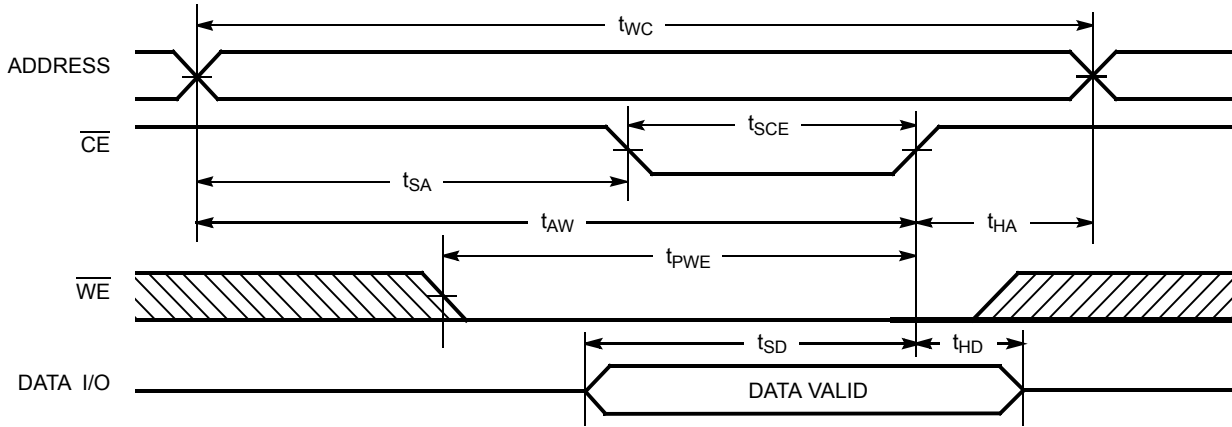 tWC
ADDRESS
CE
tSCE
tSA
tAW
tHA
tPWE
WE
tSD
tHD
DATA I/O
DATA VALID